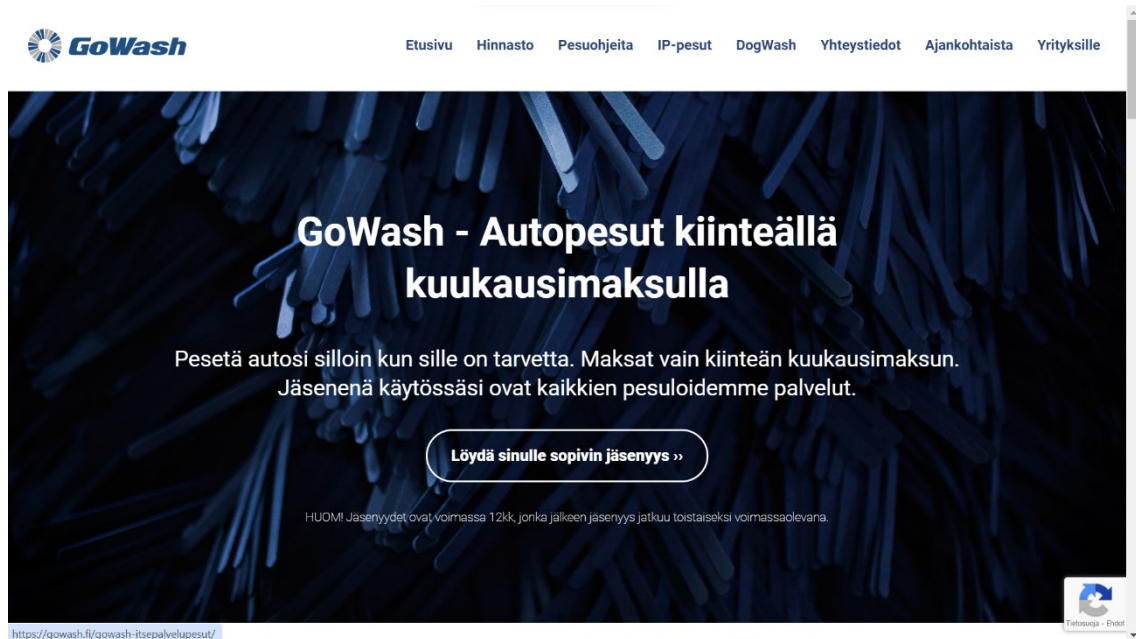 GoWash
Etusivu Hinnasto Pesuohjeita IP-pesut DogWash Yhteystiedot Ajankohtaista Yrityksille
GoWash - Autopesut kiinteällä
kuukausimaksulla
Pesetä autosi silloin kun sille on tarvetta. Maksat vain kiinteän kuukausimaksun.
Jäsenenä käytössäsi ovat kaikkien pesuloidemme palvelut.
Löydä sinulle sopivin jäsenyys ››
HUOM! Jäsenyydet ovat voimassa 12kk, jonka jälkeen jäsenyys jatkuu toistaiseksi voimassaolevana.
Tietosuoja - Ehdot
https://gowash.fi/gowash-itsepalvelupesut/